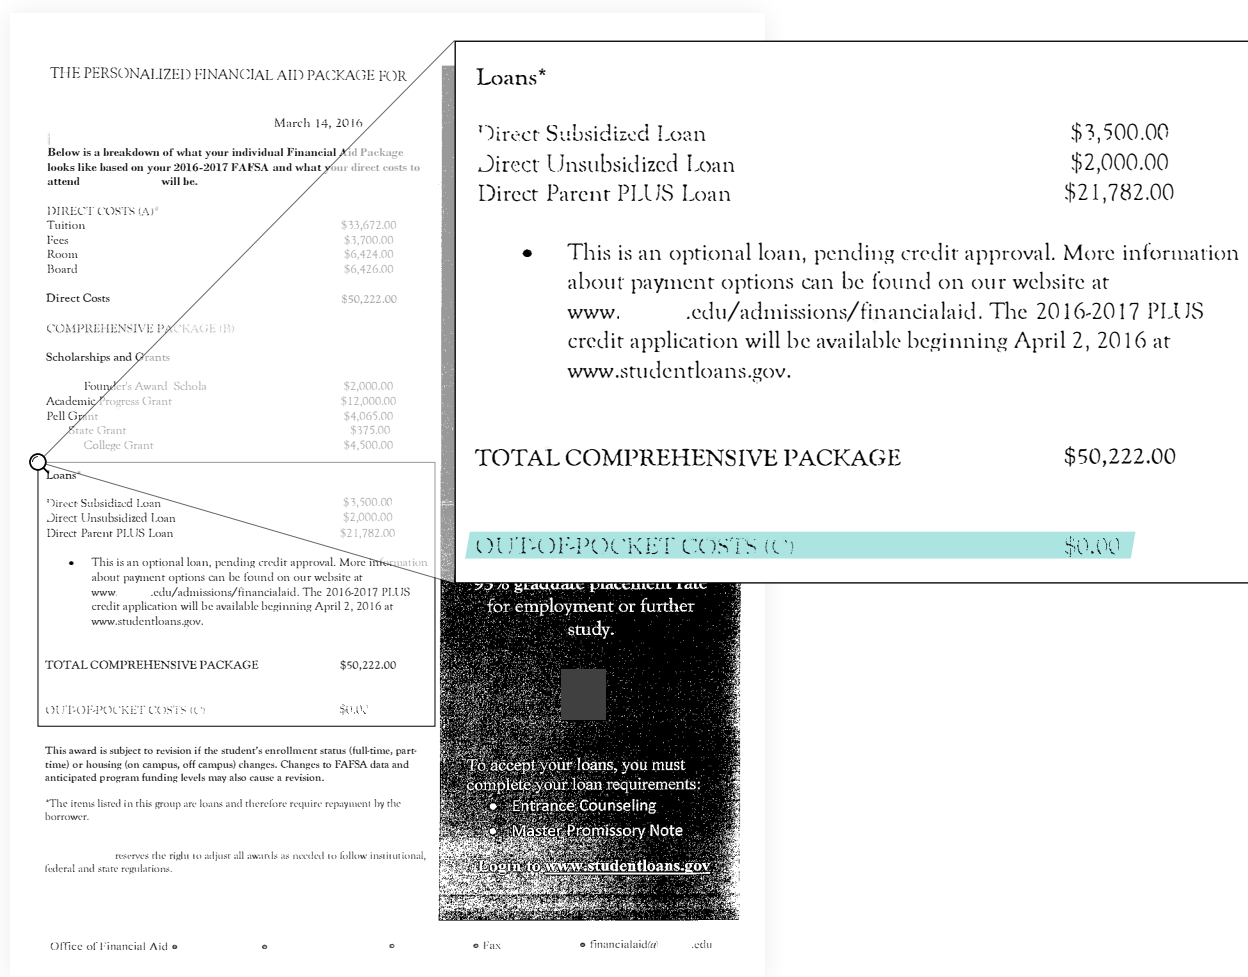 THE PERSONALIZED FINANCIAL AID PACKAGE FOR
March 14, 2016
Below is a breakdown of what your individual Financial Aid Package
looks like based on your 2016-2017 FAFSA and what your direct costs to
attend will be.
DIRECT COSTS (A)*
Tuition $33,672.00
Fees $3,700.00
Room $6,424.00
Board $6,426.00
Direct Costs $50,222.00
COMPREHENSIVE PACKAGE (B)
Scholarships and Grants
Founder's Award Schola $2,000.00
Academic Progress Grant $12,000.00
Pell Grant $4,065.00
State Grant $375.00
College Grant $4,500.00
Loans*
Direct Subsidized Loan $3,500.00
Direct Unsubsidized Loan $2,000.00
Direct Parent PLUS Loan $21,782.00
• This is an optional loan, pending credit approval. More information
about payment options can be found on our website at
www. .edu/admissions/financialaid. The 2016-2017 PLUS
credit application will be available beginning April 2, 2016 at
www.studentloans.gov.
TOTAL COMPREHENSIVE PACKAGE $50,222.00
OUT-OF-POCKET COSTS (C) $0.00
This award is subject to revision if the student's enrollment status (full-time, part-
time) or housing (on campus, off campus) changes. Changes to FAFSA data and
anticipated program funding levels may also cause a revision.
*The items listed in this group are loans and therefore require repayment by the
borrower.
reserves the right to adjust all awards as needed to follow institutional,
federal and state regulations.
Loans*
Direct Subsidized Loan $3,500.00
Direct Unsubsidized Loan $2,000.00
Direct Parent PLUS Loan $21,782.00
• This is an optional loan, pending credit approval. More information
about payment options can be found on our website at
www. .edu/admissions/financialaid. The 2016-2017 PLUS
credit application will be available beginning April 2, 2016 at
www.studentloans.gov.
TOTAL COMPREHENSIVE PACKAGE $50,222.00
OUT-OF-POCKET COSTS (C) $0.00
95% graduate placement rate
for employment or further
study.
To accept your loans, you must
complete your loan requirements:
• Entrance Counseling
• Master Promissory Note
Login to www.studentloans.gov
Office of Financial Aid • • • • Fax • financialaid@ .edu